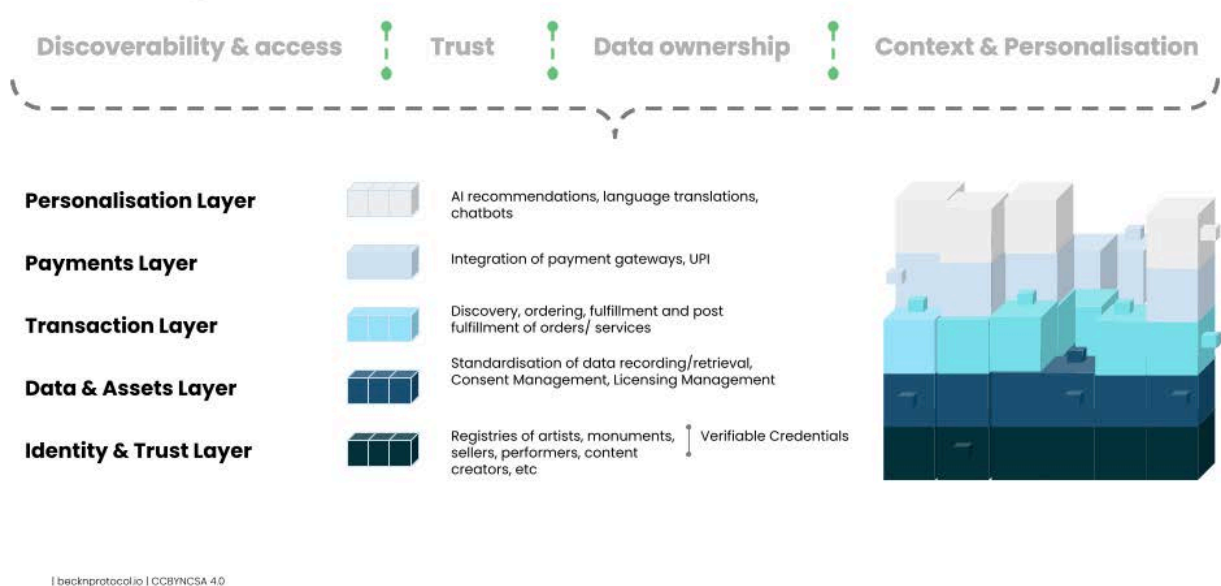 Discoverability & access
Trust
Data ownership
Context & Personalisation
Personalisation Layer
AI recommendations, language translations,
chatbots
Payments Layer
Integration of payment gateways, UPI
Transaction Layer
Discovery, ordering, fulfillment and post
fulfillment of orders/ services
Data & Assets Layer
Standardisation of data recording/retrieval,
Consent Management, Licensing Management
Identity & Trust Layer
Registries of artists, monuments,
sellers, performers, content
creators, etc
Verifiable Credentials
| becknprotocol.io | CCBYNCSA 4.0